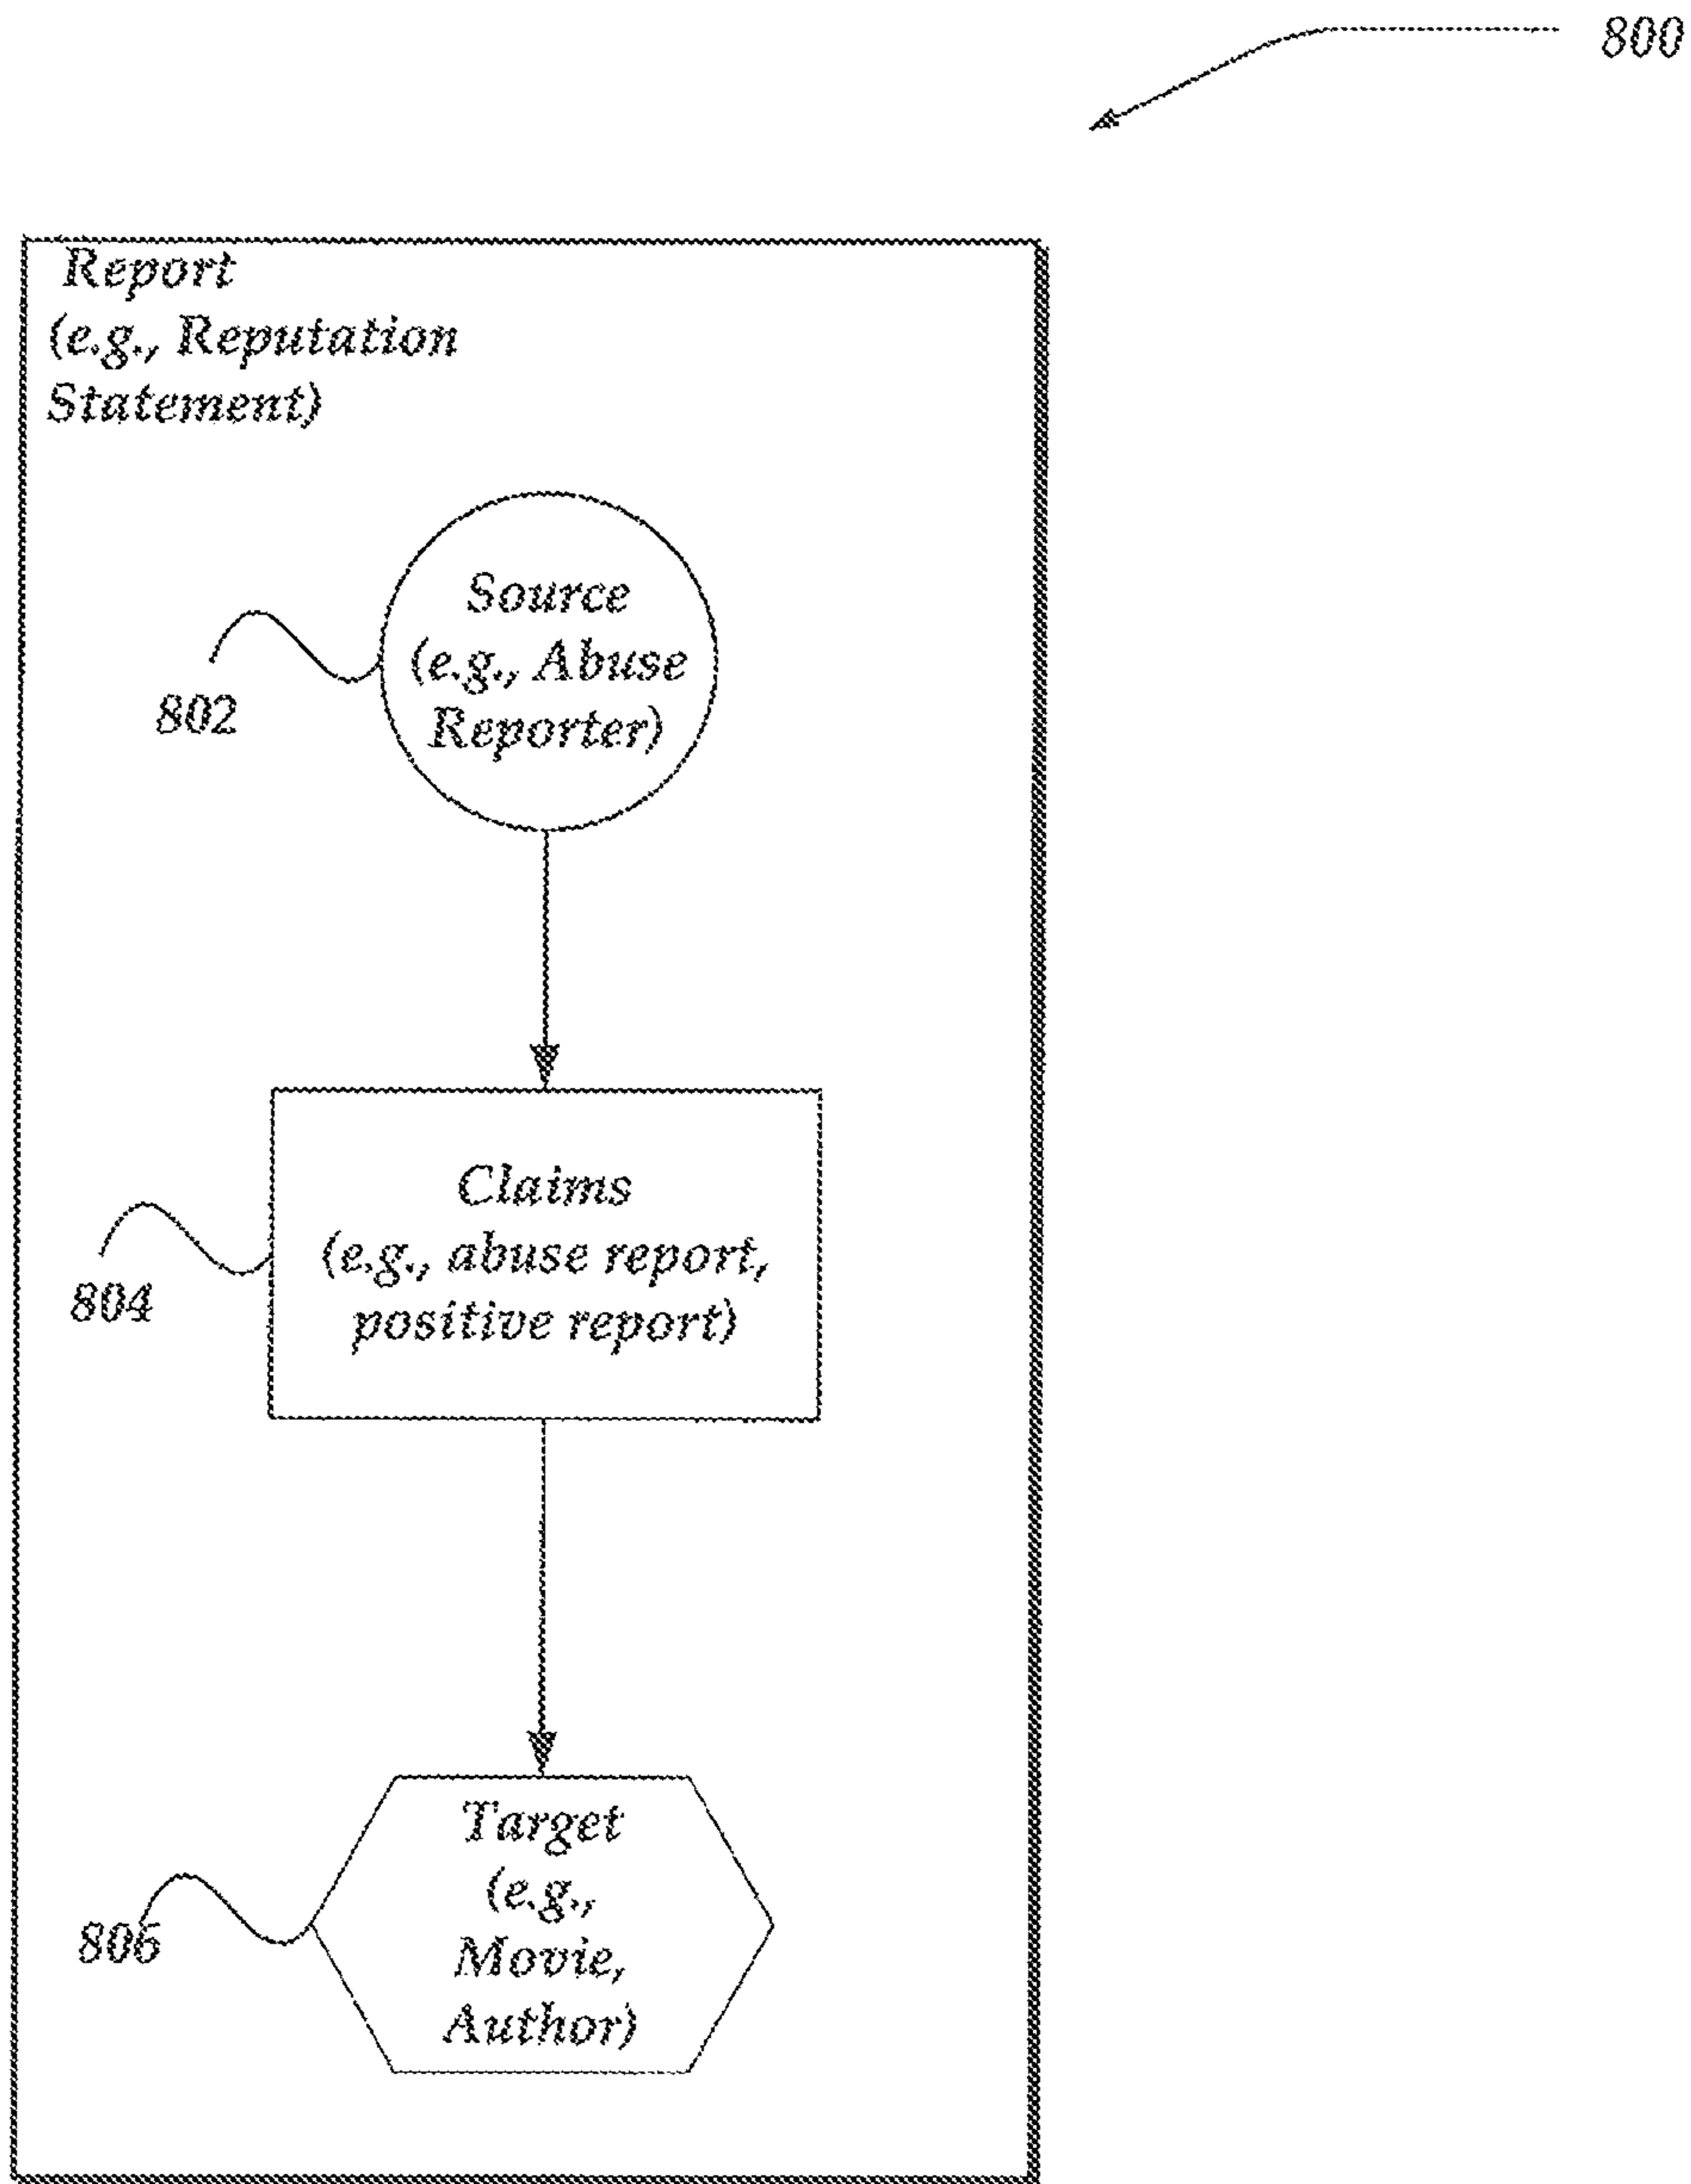 800
Report
(e.g., Reputation
Statement)
Source
(e.g., Abuse
Reporter)
802
Claims
(e.g., abuse report,
positive report)
804
Target
(e.g.,
Movie,
Author)
806